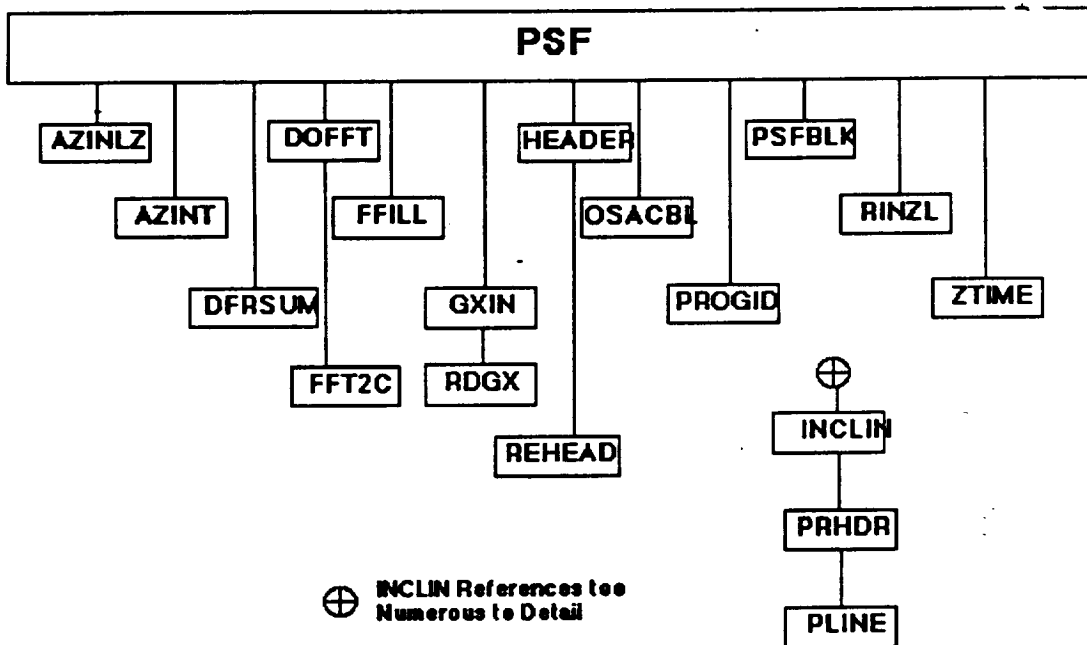 PSF
AZINLZ
DOFFT
HEADER
PSFBLK
AZINT
FFILL
OSACBL
RINZL
DFRSUM
GXIN
PROGID
ZTIME
FFT2C
RDGX
INCLIN
REHEAD
PRHDR
INCLIN References too
Numerous to Detail
PLINE